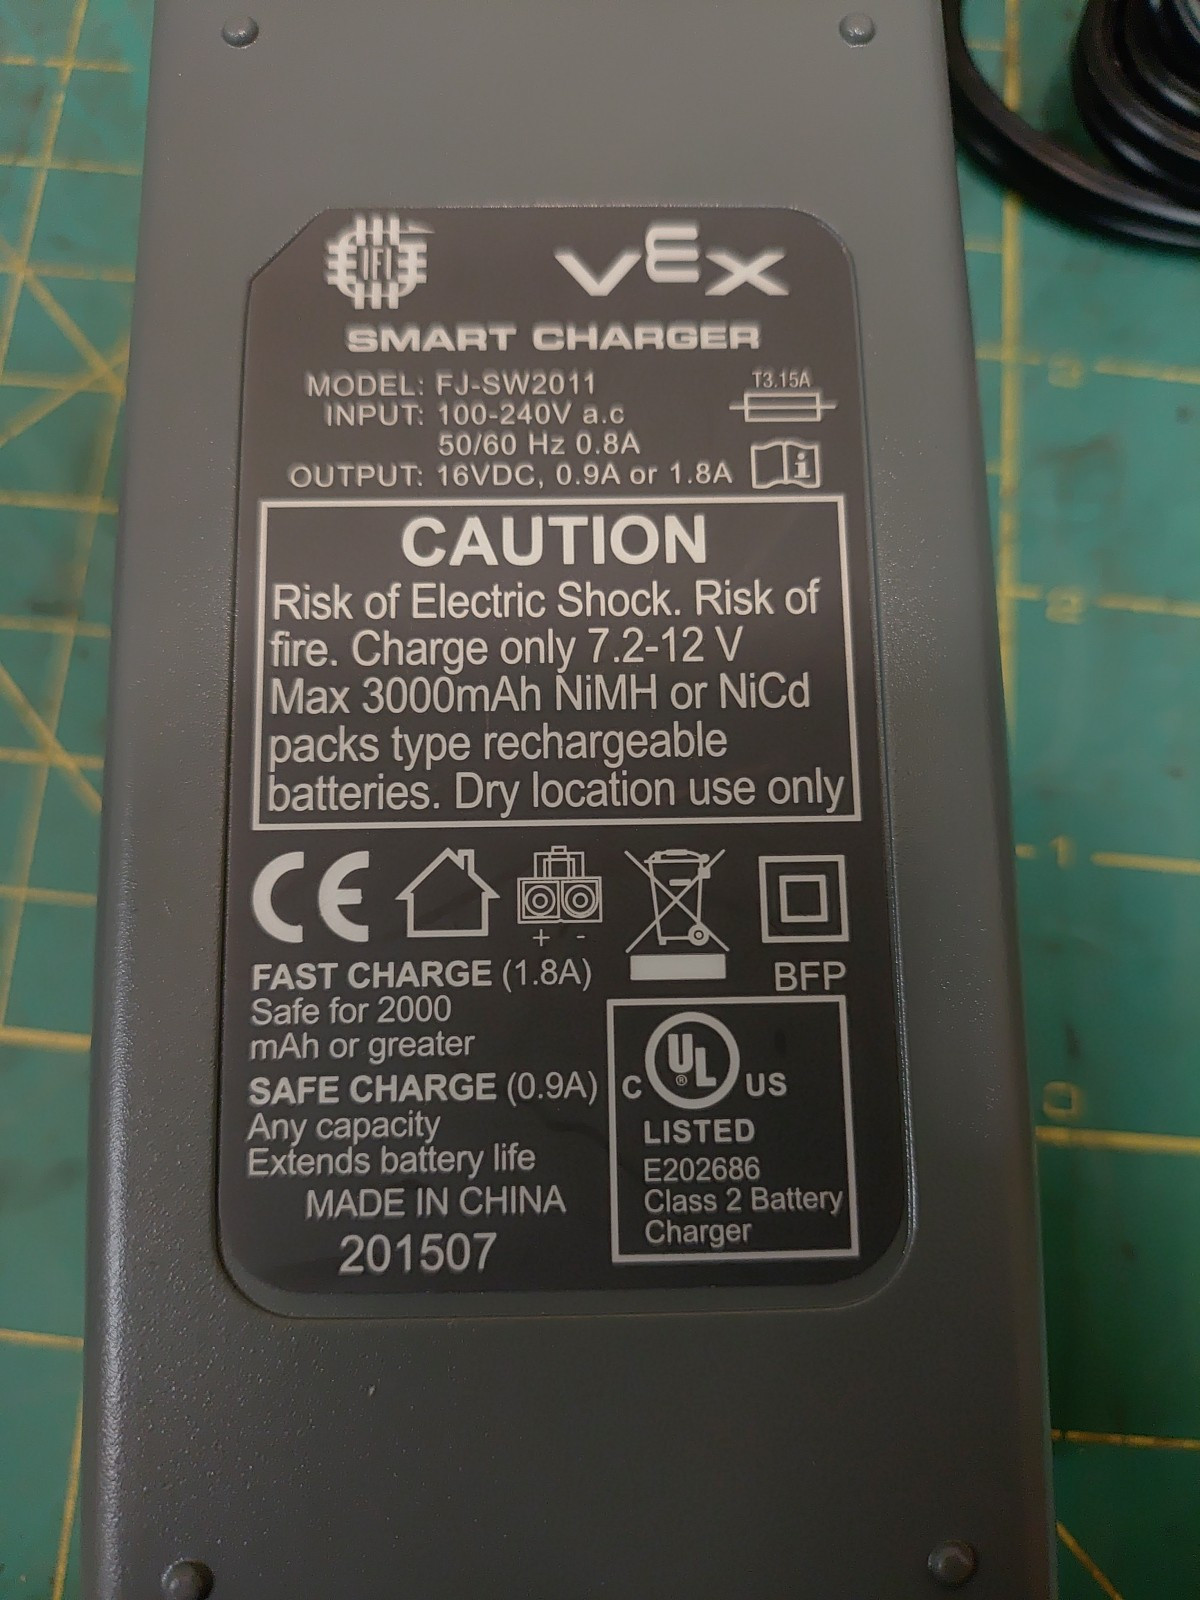 IFI
VEX
SMART CHARGER
MODEL: FJ-SW2011
T3.15A
INPUT: 100-240V a.c
50/60 Hz 0.8A
OUTPUT: 16VDC, 0.9A or 1.8A
i
CAUTION
Risk of Electric Shock. Risk of
fire. Charge only 7.2-12 V
Max 3000mAh NiMH or NiCd
packs type rechargeable
batteries. Dry location use only
CE
+ -
BFP
FAST CHARGE (1.8A)
Safe for 2000
mAh or greater
SAFE CHARGE (0.9A)
Any capacity
Extends battery life
MADE IN CHINA
201507
C UL ® US
LISTED
E202686
Class 2 Battery
Charger
3
2
1
0